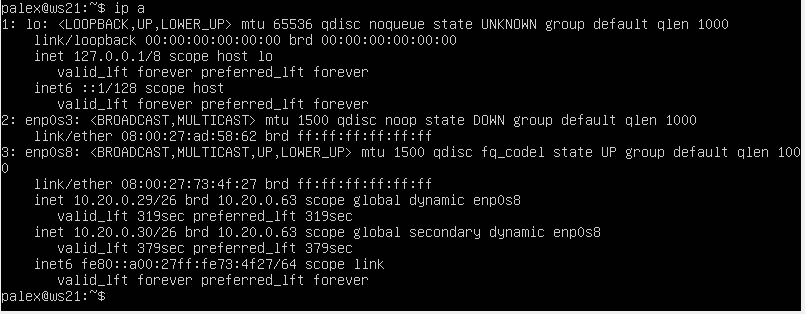 palex@ws21:~$ ip a
1: lo: <LOOPBACK,UP,LOWER_UP> mtu 65536 qdisc noqueue state UNKNOWN group default qlen 1000
    link/loopback 00:00:00:00:00:00 brd 00:00:00:00:00:00
    inet 127.0.0.1/8 scope host lo
       valid_lft forever preferred_lft forever
    inet6 ::1/128 scope host
       valid_lft forever preferred_lft forever
2: enp0s3: <BROADCAST,MULTICAST> mtu 1500 qdisc noop state DOWN group default qlen 1000
    link/ether 08:00:27:ad:58:62 brd ff:ff:ff:ff:ff:ff
3: enp0s8: <BROADCAST,MULTICAST,UP,LOWER_UP> mtu 1500 qdisc fq_codel state UP group default qlen 100
0
    link/ether 08:00:27:73:4f:27 brd ff:ff:ff:ff:ff:ff
    inet 10.20.0.29/26 brd 10.20.0.63 scope global dynamic enp0s8
       valid_lft 319sec preferred_lft 319sec
    inet 10.20.0.30/26 brd 10.20.0.63 scope global secondary dynamic enp0s8
       valid_lft 379sec preferred_lft 379sec
    inet6 fe80::a00:27ff:fe73:4f27/64 scope link
       valid_lft forever preferred_lft forever
palex@ws21:~$